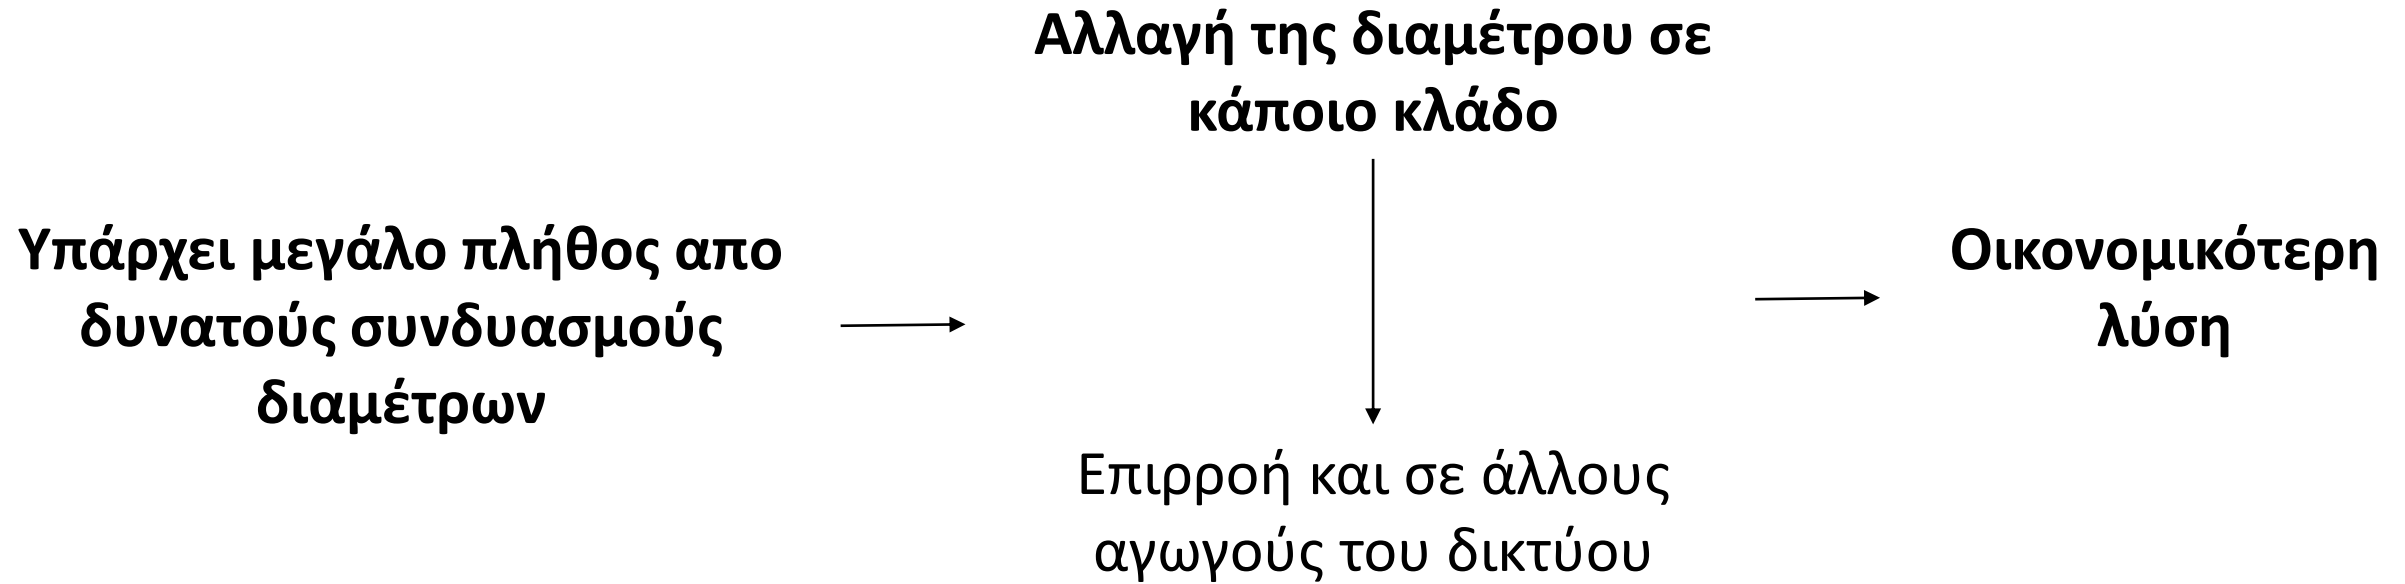 Υπάρχει μεγάλο πλήθος απο
δυνατούς συνδυασμούς
διαμέτρων
Αλλαγή της διαμέτρου σε
κάποιο κλάδο
Επιρροή και σε άλλους
αγωγούς του δικτύου
Οικονομικότερη
λύση